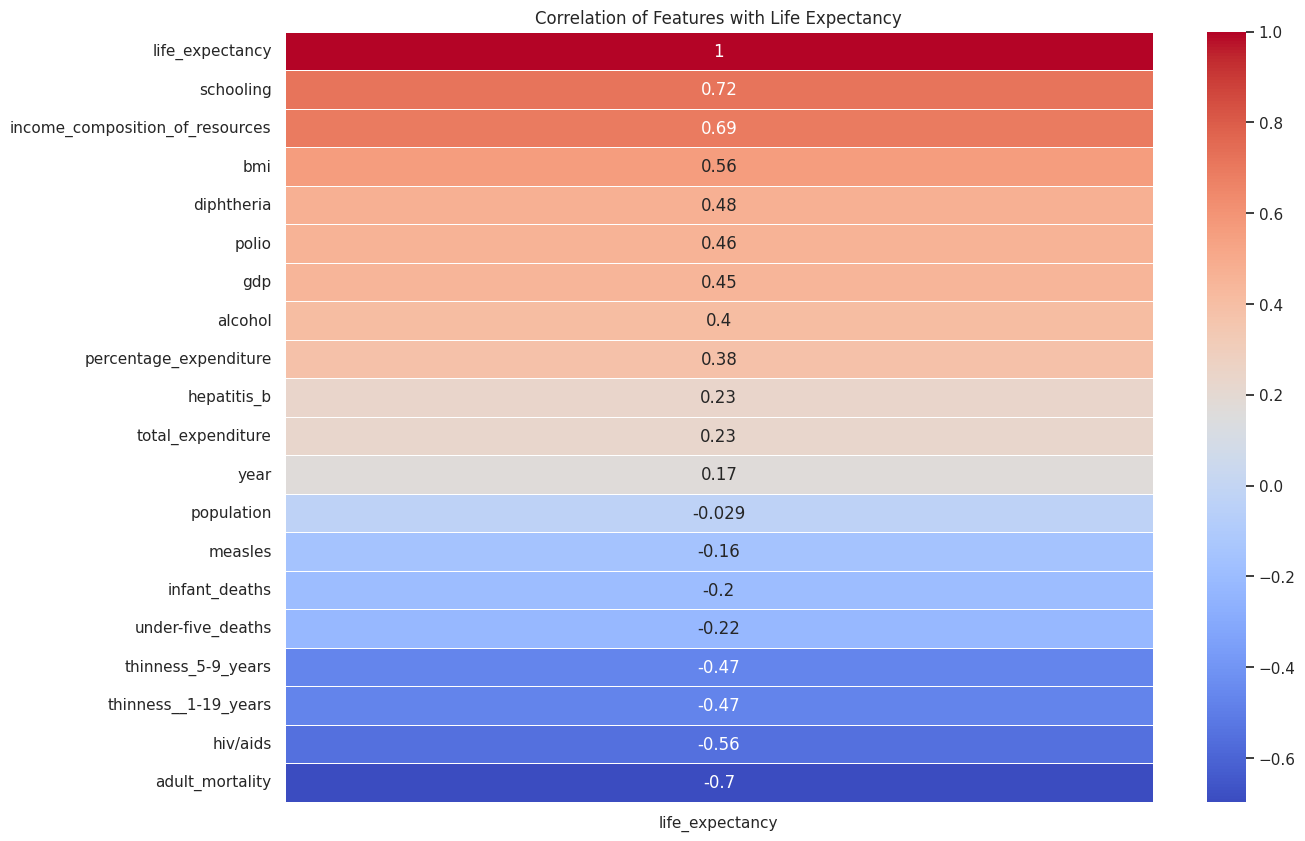 Correlation of Features with Life Expectancy
life_expectancy 1
schooling 0.72
income_composition_of_resources 0.69
bmi 0.56
diphtheria 0.48
polio 0.46
gdp 0.45
alcohol 0.4
percentage_expenditure 0.38
hepatitis_b 0.23
total_expenditure 0.23
year 0.17
population -0.029
measles -0.16
infant_deaths -0.2
under-five_deaths -0.22
thinness_5-9_years -0.47
thinness__1-19_years -0.47
hiv/aids -0.56
adult_mortality -0.7
life_expectancy
1.0
0.8
0.6
0.4
0.2
0.0
−0.2
−0.4
−0.6